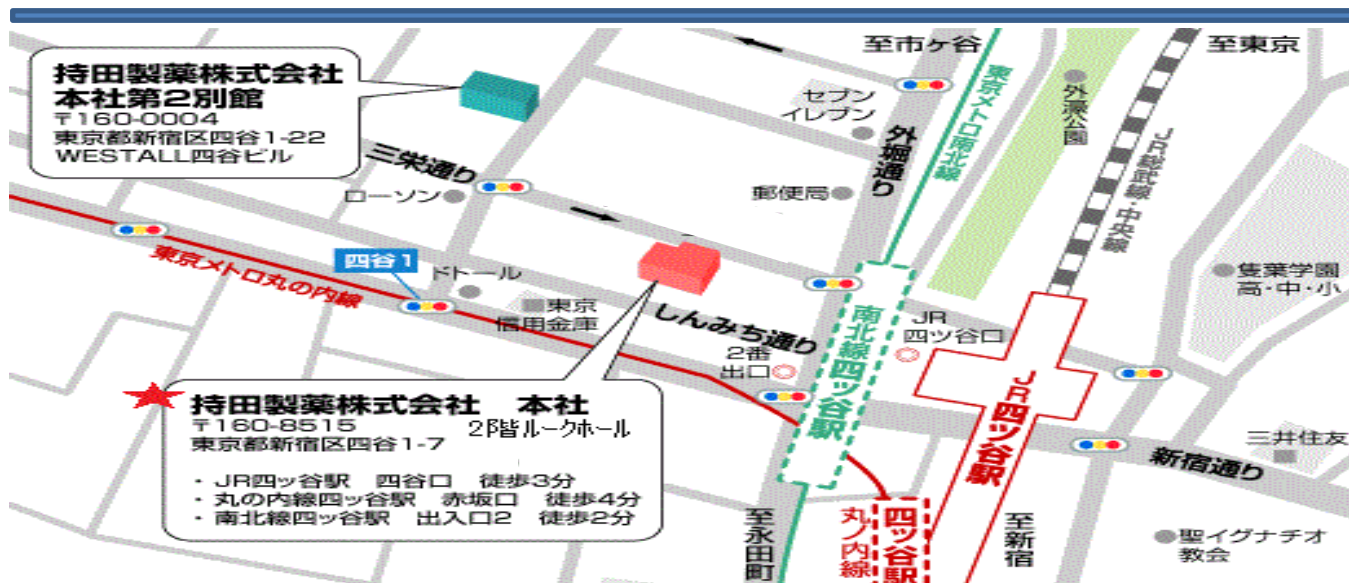 持田製薬株式会社
本社第2別館
〒160-0004
東京都新宿区四谷1-22
WESTALL四谷ビル
至市ヶ谷
至東京
東京メトロ南北線
外濠公園
セブン
イレブン
外堀通り
JR総武線・中央線
三栄通り
ローソン
郵便局
四谷1
ドトール
東京メトロ丸の内線
東京
信用金庫
しんみち通り
2番
出口
南北線四ツ谷駅
JR
四ツ谷口
隻葉学園
高・中・小
JR四ツ谷駅
持田製薬株式会社 本社
〒160-8515
2階ルークホール
東京都新宿区四谷1-7
・JR四ッ谷駅 四谷口 徒歩3分
・丸の内線四ッ谷駅 赤坂口 徒歩4分
・南北線四ッ谷駅 出入口2 徒歩2分
三井住友
新宿通り
至永田町
丸ノ内線
四ツ谷駅
至新宿
聖イグナチオ
教会